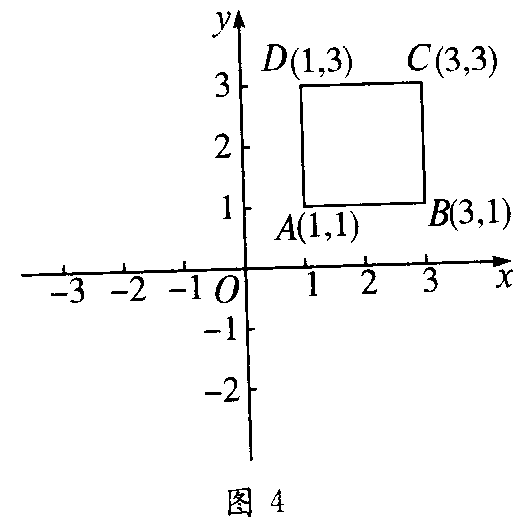 y
D(1,3) C(3,3)
3
2
1
A(1,1) B(3,1)
-3 -2 -1 O 1 2 3 x
-1
-2
图 4